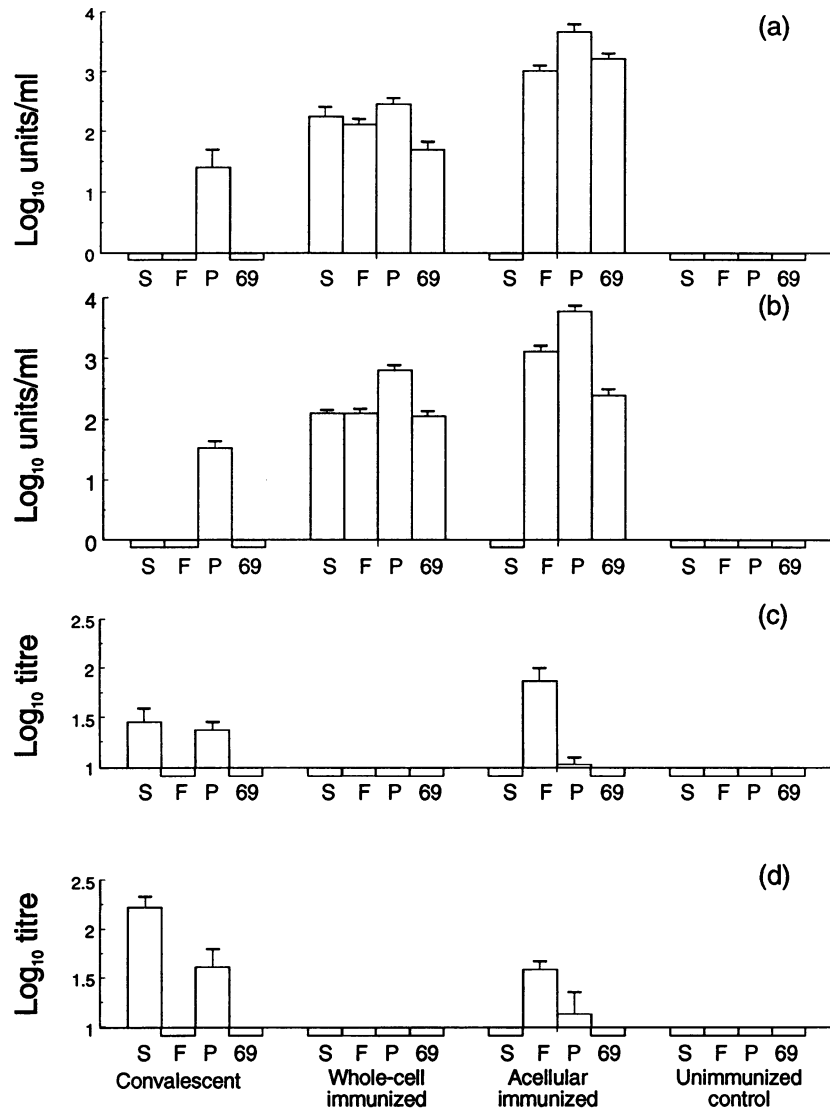 (a)
Log₁₀ units/ml
4
3
2
1
0
S F P 69 S F P 69 S F P 69 S F P 69
(b)
Log₁₀ units/ml
4
3
2
1
0
S F P 69 S F P 69 S F P 69 S F P 69
(c)
Log₁₀ titre
2.5
2
1.5
1
S F P 69 S F P 69 S F P 69 S F P 69
(d)
Log₁₀ titre
2.5
2
1.5
1
S F P 69 S F P 69 S F P 69 S F P 69
Convalescent Whole-cell immunized Acellular immunized Unimmunized control